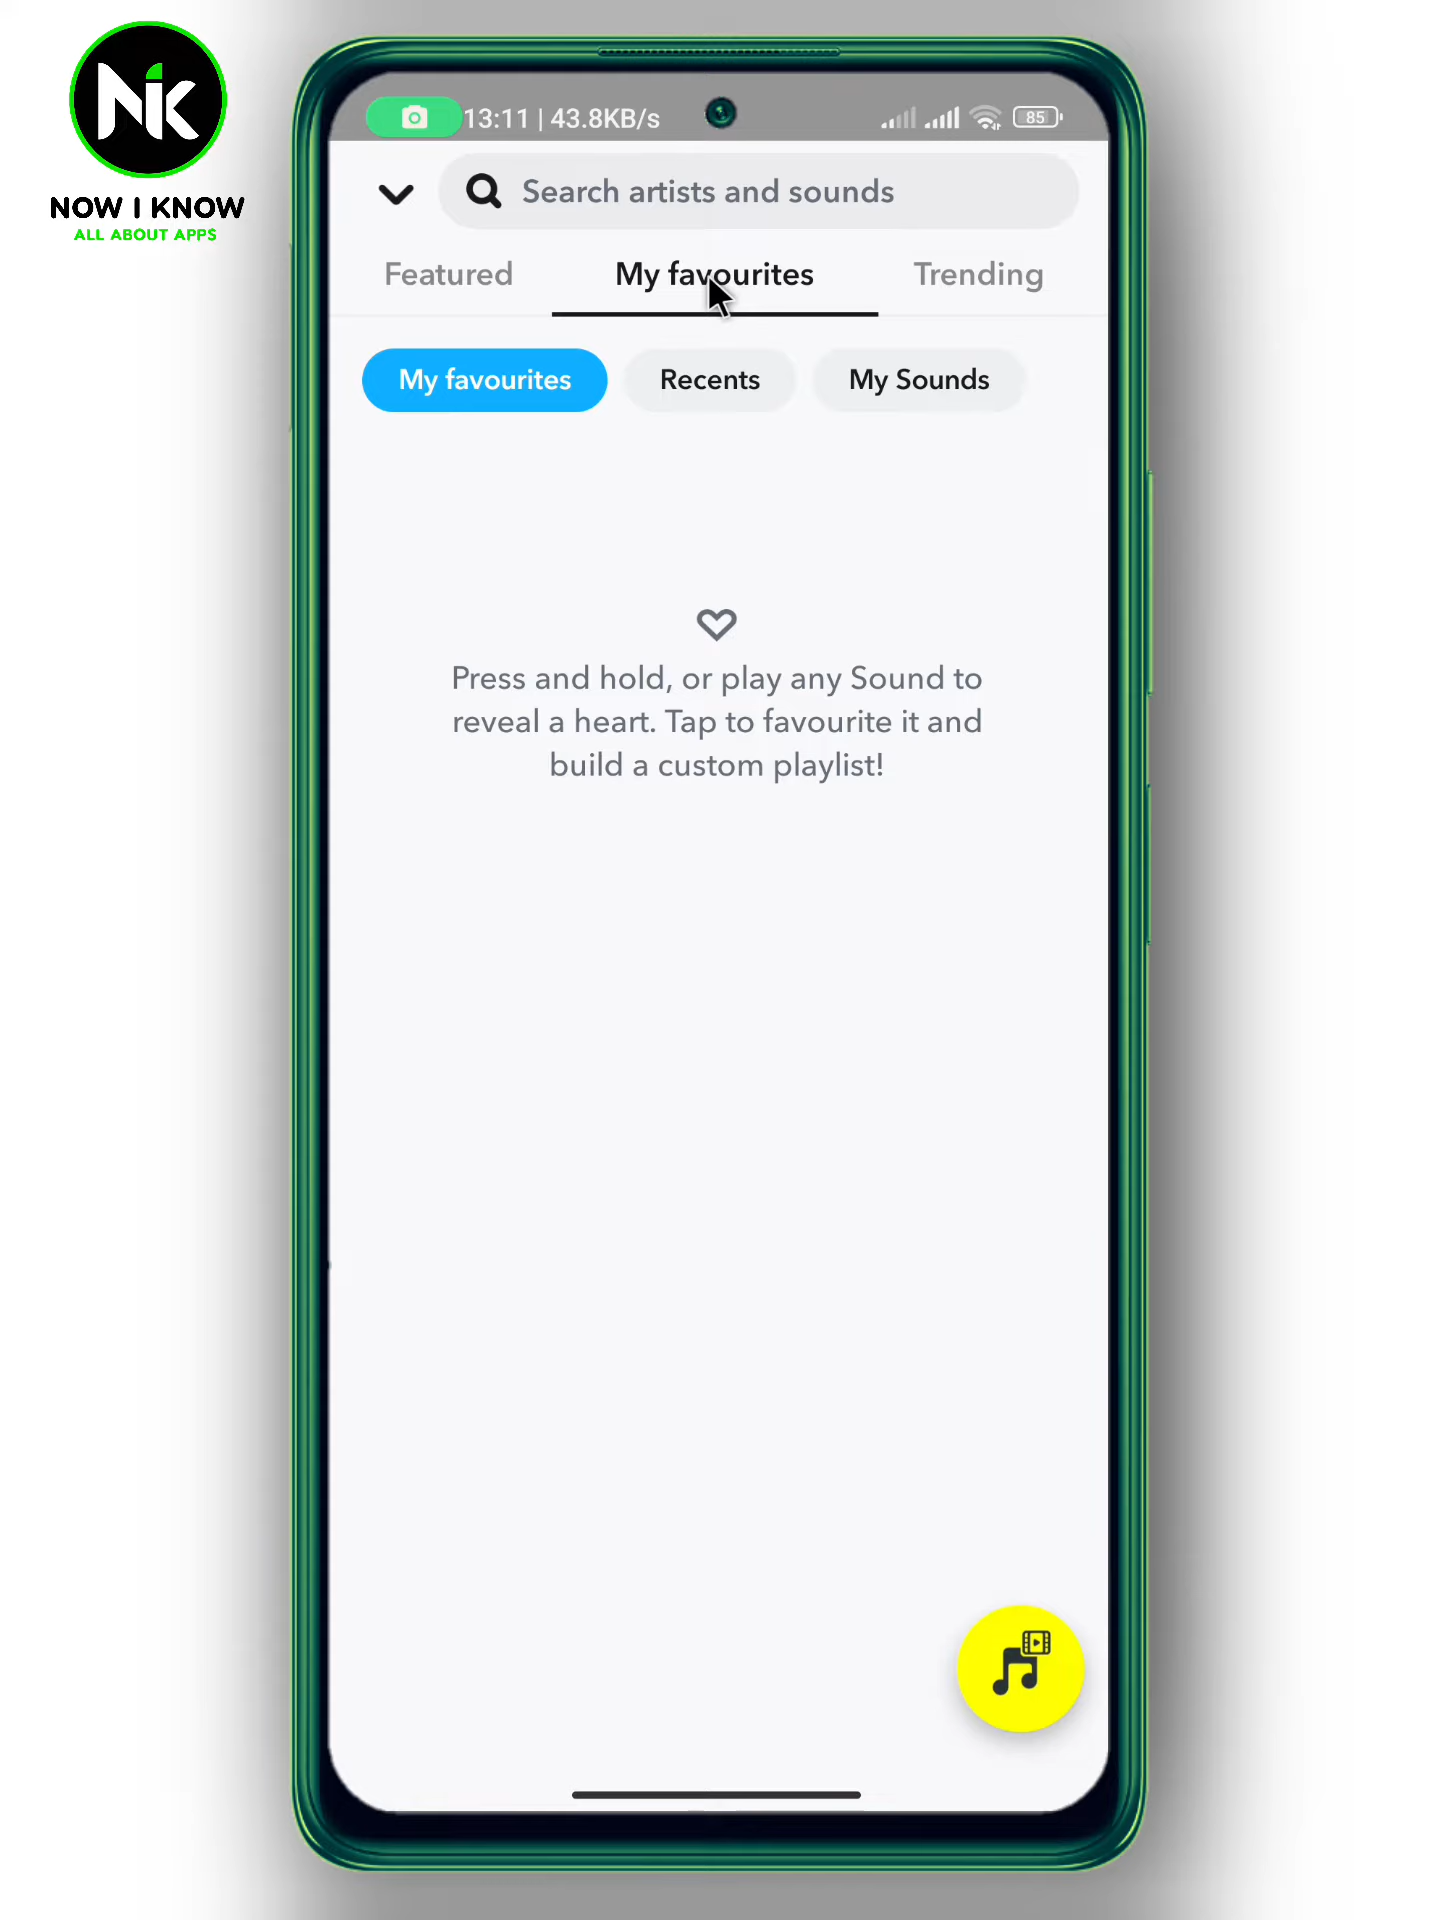 NiK
NOW I KNOW
ALL ABOUT APPS
13:11 | 43.8KB/s
85
Search artists and sounds
Featured
My favourites
Trending
My favourites
Recents
My Sounds
Press and hold, or play any Sound to
reveal a heart. Tap to favourite it and
build a custom playlist!